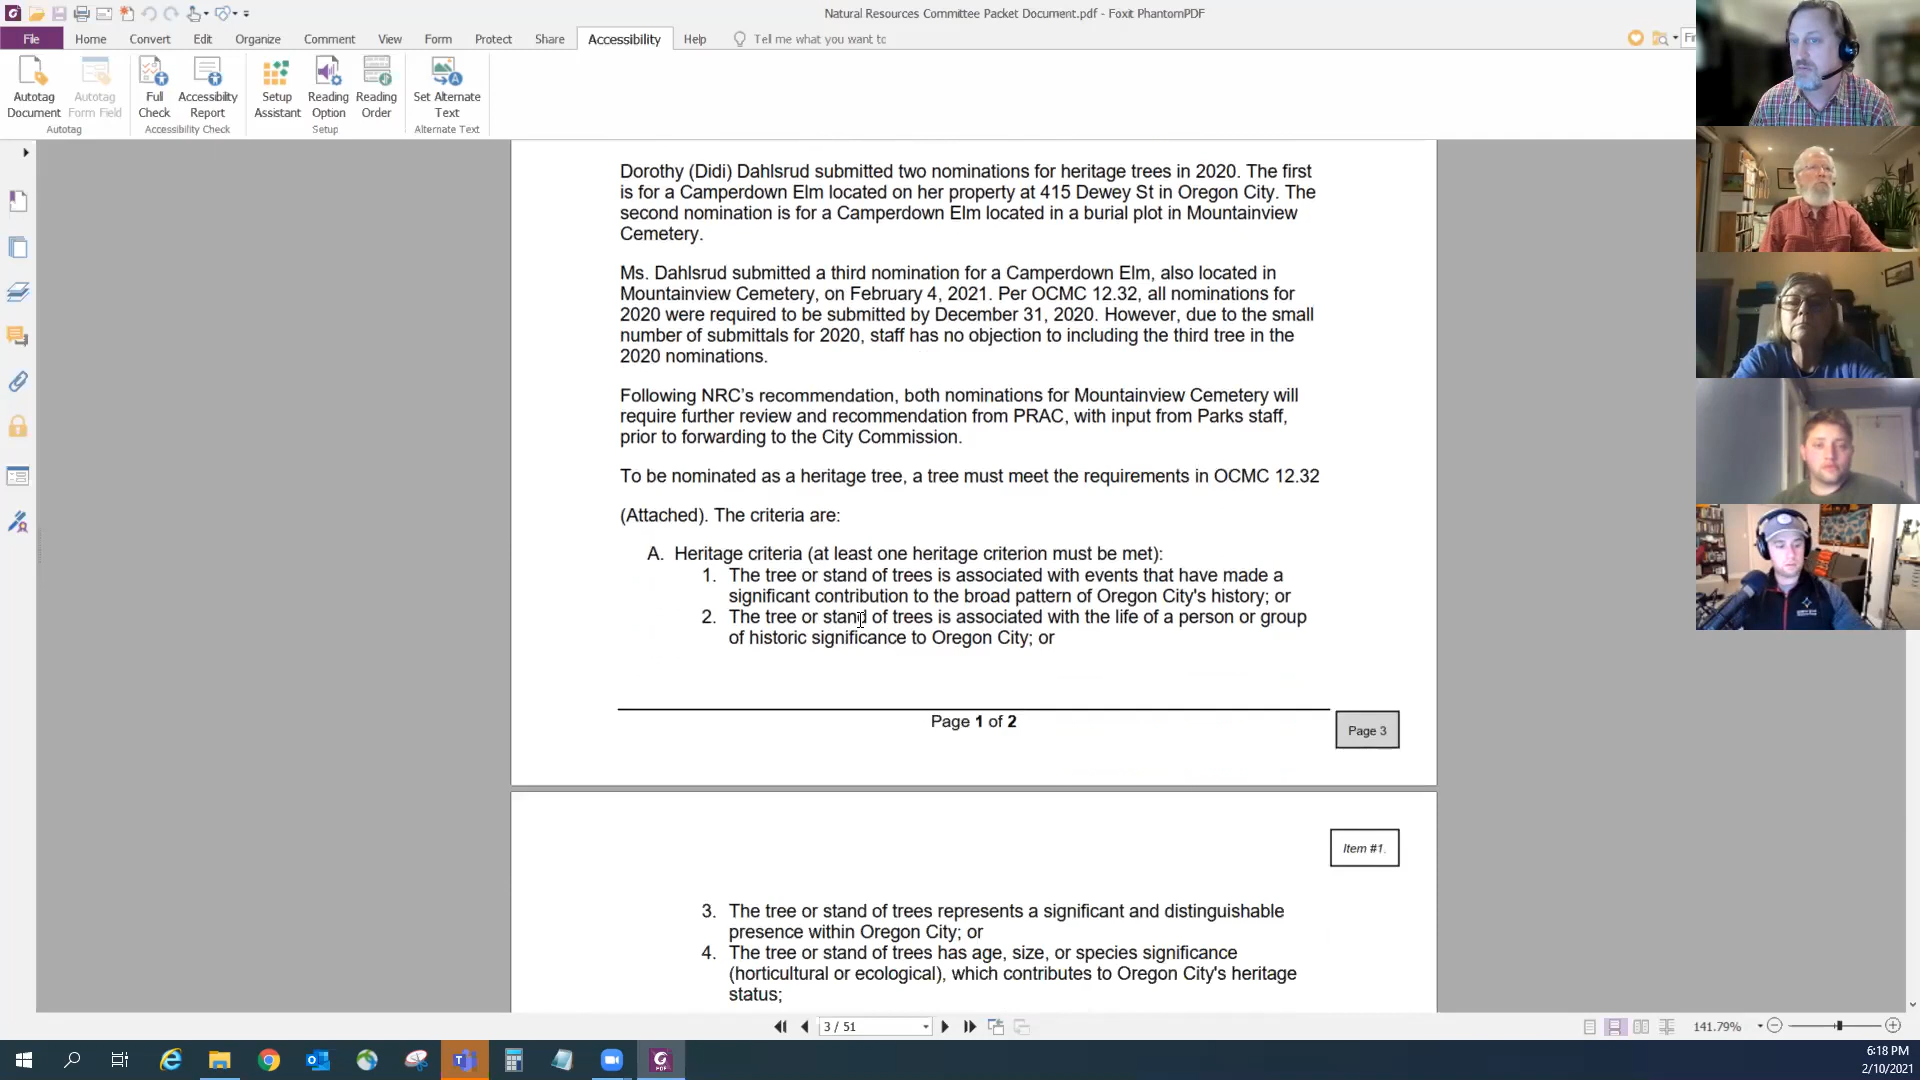 Natural Resources Committee Packet Document.pdf - Foxit PhantomPDF
File Home Convert Edit Organize Comment View Form Protect Share Accessibility Help Tell me what you want to
Autotag Document
Autotag Form Field
Full Check
Accessibility Report
Setup Assistant
Reading Option
Reading Order
Set Alternate Text
Autotag Accessibility Check Setup Alternate Text
Dorothy (Didi) Dahlsrud submitted two nominations for heritage trees in 2020. The first
is for a Camperdown Elm located on her property at 415 Dewey St in Oregon City. The
second nomination is for a Camperdown Elm located in a burial plot in Mountainview
Cemetery.
Ms. Dahlsrud submitted a third nomination for a Camperdown Elm, also located in
Mountainview Cemetery, on February 4, 2021. Per OCMC 12.32, all nominations for
2020 were required to be submitted by December 31, 2020. However, due to the small
number of submittals for 2020, staff has no objection to including the third tree in the
2020 nominations.
Following NRC's recommendation, both nominations for Mountainview Cemetery will
require further review and recommendation from PRAC, with input from Parks staff,
prior to forwarding to the City Commission.
To be nominated as a heritage tree, a tree must meet the requirements in OCMC 12.32
(Attached). The criteria are:
A. Heritage criteria (at least one heritage criterion must be met):
1. The tree or stand of trees is associated with events that have made a
significant contribution to the broad pattern of Oregon City's history; or
2. The tree or stand of trees is associated with the life of a person or group
of historic significance to Oregon City; or
Page 1 of 2
Page 3
Item #1.
3. The tree or stand of trees represents a significant and distinguishable
presence within Oregon City; or
4. The tree or stand of trees has age, size, or species significance
(horticultural or ecological), which contributes to Oregon City's heritage
status;
3 / 51
141.79%
6:18 PM
2/10/2021